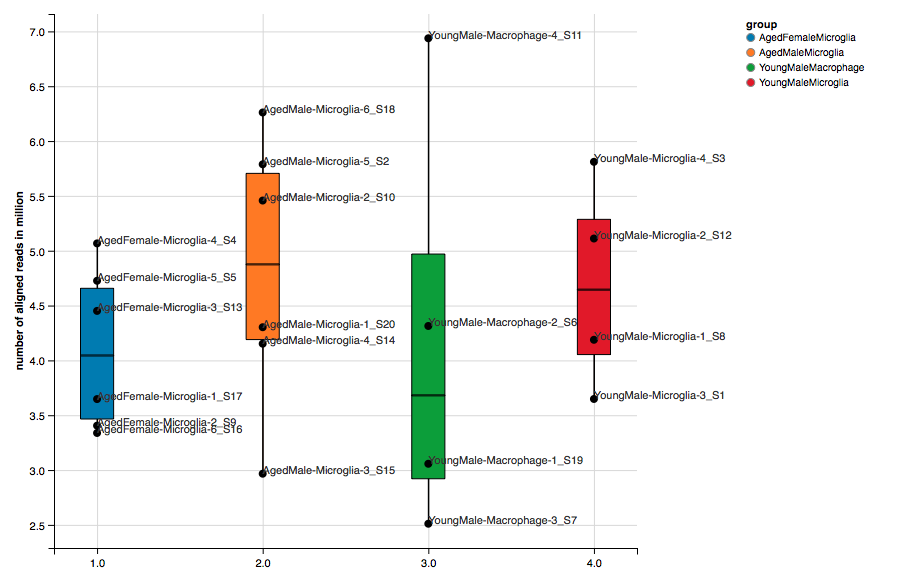 group
AgedFemaleMicroglia
AgedMaleMicroglia
YoungMaleMacrophage
YoungMaleMicroglia
number of aligned reads in million
7.0
6.5
6.0
5.5
5.0
4.5
4.0
3.5
3.0
2.5
AgedFemale-Microglia-4_S4
AgedFemale-Microglia-5_S5
AgedFemale-Microglia-3_S13
AgedFemale-Microglia-1_S17
AgedFemale-Microglia-2_S9
AgedFemale-Microglia-6_S16
AgedMale-Microglia-6_S18
AgedMale-Microglia-5_S2
AgedMale-Microglia-2_S10
AgedMale-Microglia-1_S20
AgedMale-Microglia-4_S14
AgedMale-Microglia-3_S15
YoungMale-Macrophage-4_S11
YoungMale-Macrophage-2_S6
YoungMale-Macrophage-1_S19
YoungMale-Macrophage-3_S7
YoungMale-Microglia-4_S3
YoungMale-Microglia-2_S12
YoungMale-Microglia-1_S8
YoungMale-Microglia-3_S1
1.0
2.0
3.0
4.0